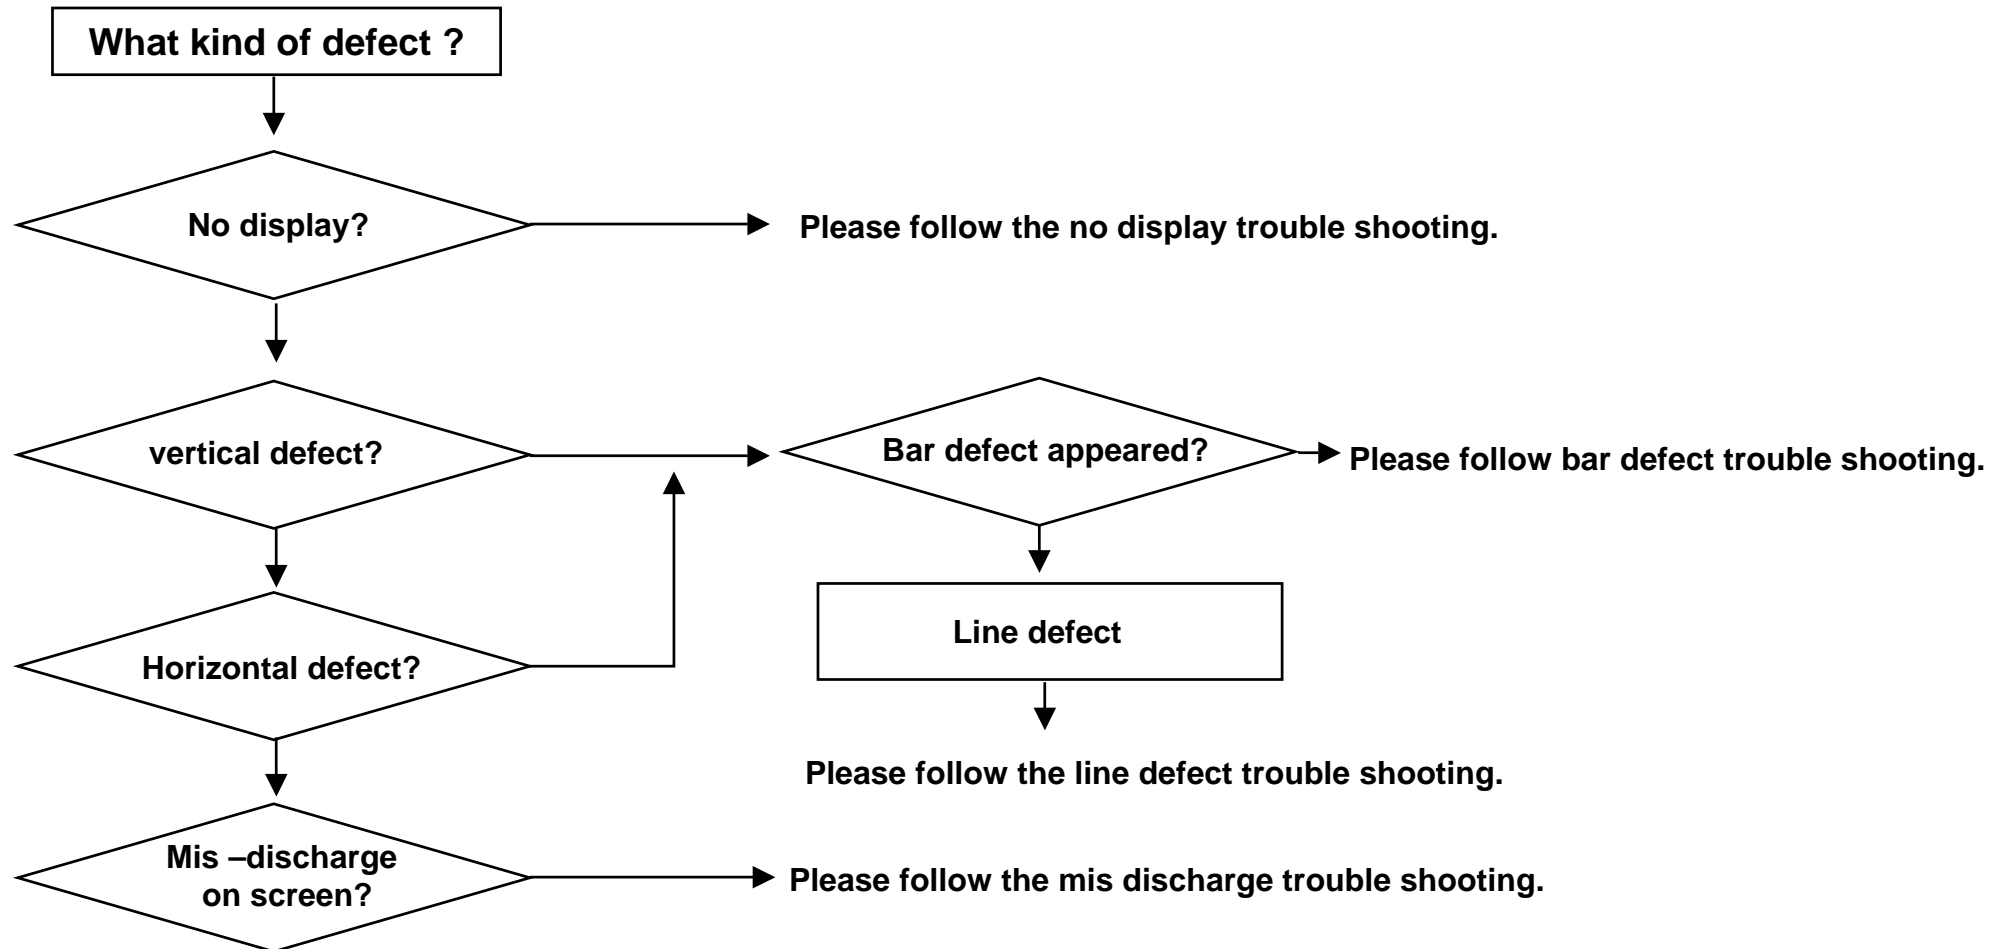 What kind of defect ?
No display?
Please follow the no display trouble shooting.
vertical defect?
Bar defect appeared?
Please follow bar defect trouble shooting.
Horizontal defect?
Line defect
Please follow the line defect trouble shooting.
Mis –discharge
on screen?
Please follow the mis discharge trouble shooting.